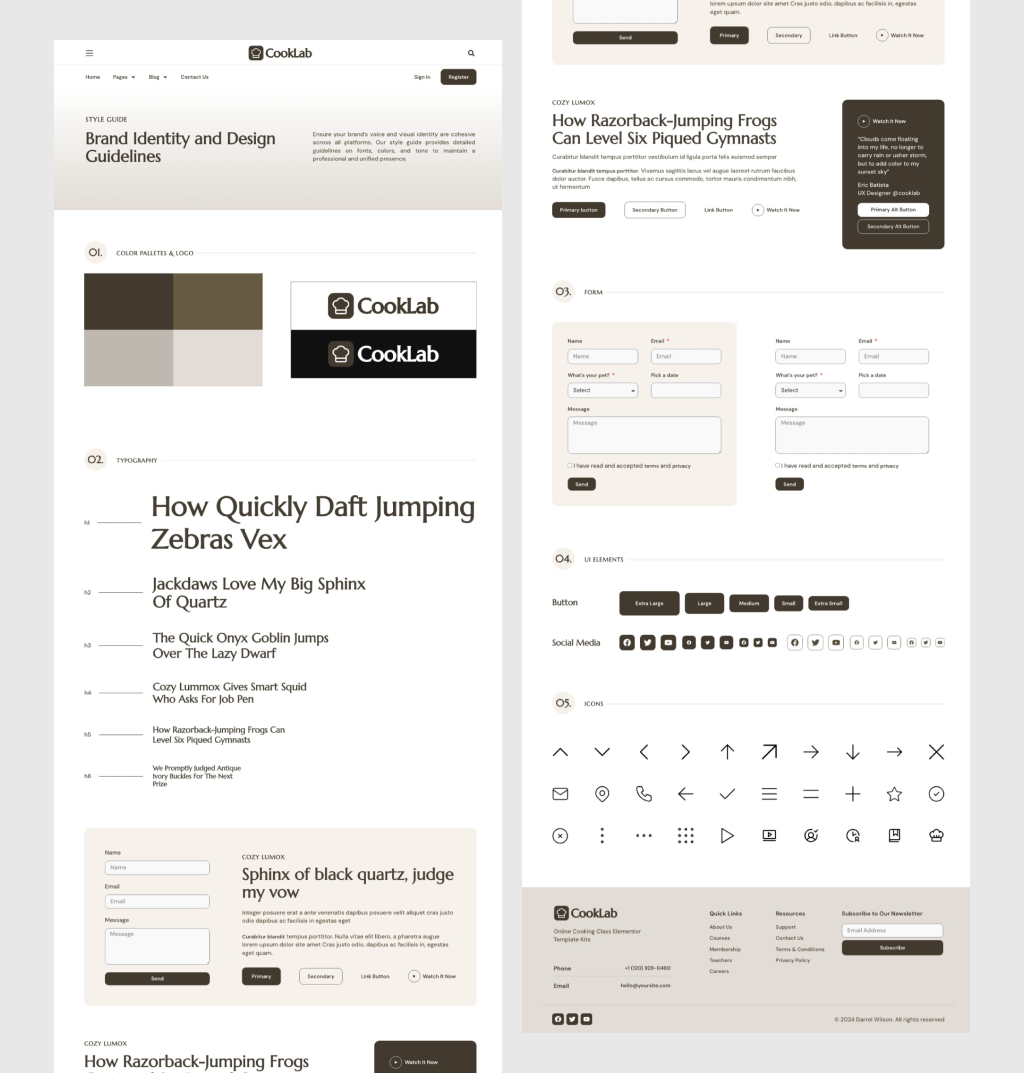 CookLab
Home Pages Blog Contact Us Sign In Register
STYLE GUIDE
Brand Identity and Design
Guidelines
Ensure your brand's voice and visual identity are cohesive
across all platforms. Our style guide provides detailed
guidelines on fonts, colors, and tone to maintain a
professional and unified presence.
01. COLOR PALLETES & LOGO
CookLab
CookLab
02. TYPOGRAPHY
h1
How Quickly Daft Jumping
Zebras Vex
h2
Jackdaws Love My Big Sphinx
Of Quartz
h3
The Quick Onyx Goblin Jumps
Over The Lazy Dwarf
h4
Cozy Lummox Gives Smart Squid
Who Asks For Job Pen
h5
How Razorback-Jumping Frogs Can
Level Six Piqued Gymnasts
h6
We Promptly Judged Antique
Ivory Buckles For The Next
Prize
Name
Name
Email
Email
Message
Message
Send
COZY LUMOX
Sphinx of black quartz, judge
my vow
Integer posuere erat a ante venenatis dapibus posuere velit aliquet cras justo
odio dapibus ac facilisis in egestas eget
Curabitur blandit tempus porttitor. Nulla vitae elit libero, a pharetra augue
lorem upsum dolor site amet Cras justo odio, dapibus ac facilisis in, egestas
eget quam.
Primary Secondary Link Button Watch It Now
COZY LUMOX
How Razorback-Jumping Frogs
Watch It Now
lorem upsum dolor site amet Cras justo odio, dapibus ac facilisis in, egestas
eget quam.
Send
Primary Secondary Link Button Watch It Now
COZY LUMOX
How Razorback-Jumping Frogs
Can Level Six Piqued Gymnasts
Curabitur blandit tempus porttitor vestibulum id ligula porta felis euismod semper
Curabitur blandit tempus porttitor. Vivamus sagittis lacus vel augue laoreet rutrum faucibus
dolor auctor. Fusce dapibus, tellus ac cursus commodo, tortor mauris condimentum nibh,
ut fermentum
Primary button Secondary Button Link Button Watch It Now
Watch It Now
"Clouds come floating
into my life, no longer to
carry rain or usher storm,
but to add color to my
sunset sky"
Eric Batista
UX Designer @cooklab
Primary Alt Button
Secondary Alt Button
03. FORM
Name Email *
Name Email
What's your pet? * Pick a date
Select
Message
Message
I have read and accepted terms and privacy
Send
Name Email *
Name Email
What's your pet? * Pick a date
Select
Message
Message
I have read and accepted terms and privacy
Send
04. UI ELEMENTS
Button Extra Large Large Medium Small Extra Small
Social Media
05. ICONS
CookLab
Online Cooking Class Elementor
Template Kits
Phone +1 (120) 929-0460
Email hello@yoursite.com
Quick Links
About Us
Courses
Membership
Teachers
Careers
Resources
Support
Contact Us
Terms & Conditions
Privacy Policy
Subscribe to Our Newsletter
Email Address
Subscribe
© 2024 Darrel Wilson. All rights reserved